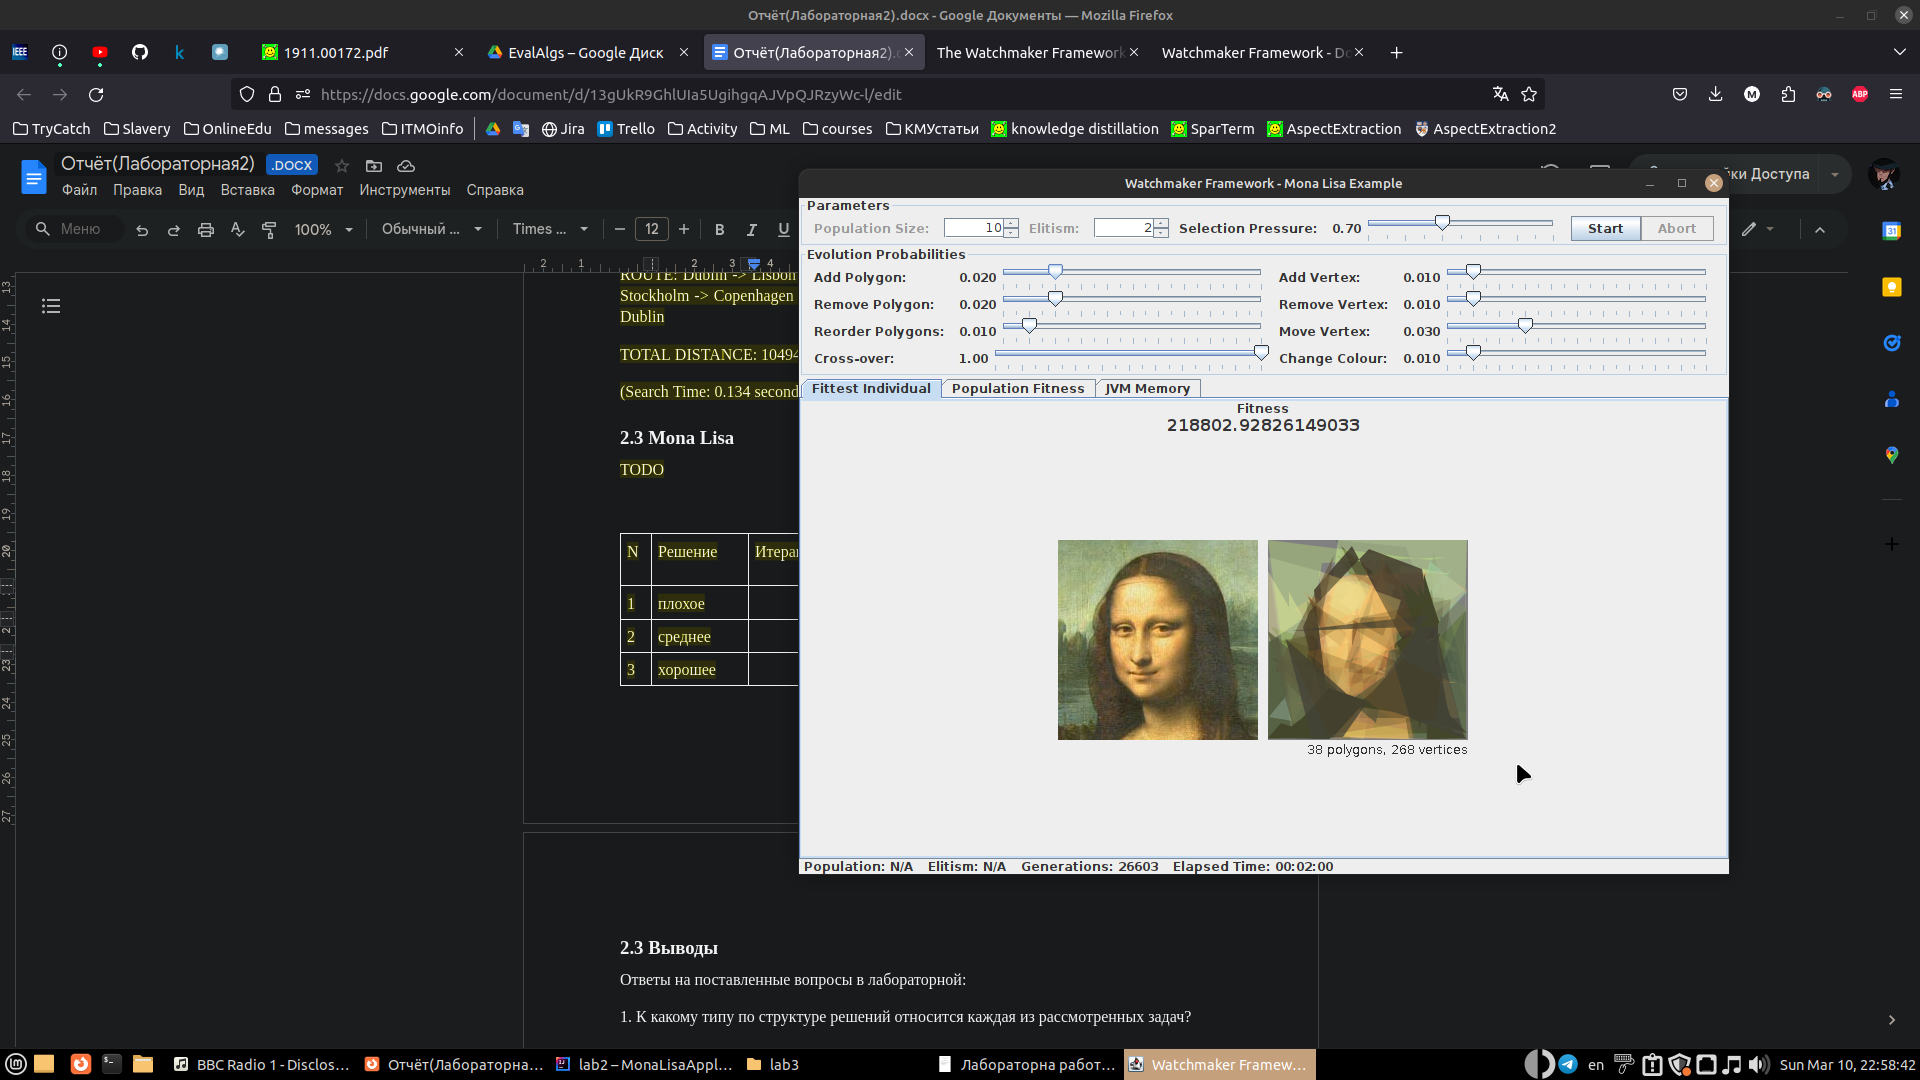 Отчёт(Лабораторная2).docx - Google Документы — Mozilla Firefox
1911.00172.pdf
EvalAlgs – Google Диск
Отчёт(Лабораторная2).c
The Watchmaker Framework
Watchmaker Framework - Do
https://docs.google.com/document/d/13gUkR9GhlUIa5UgihgqAJVpQJRzyWc-l/edit
TryCatch
Slavery
OnlineEdu
messages
ITMOinfo
Jira
Trello
Activity
ML
courses
КМУстатьи
knowledge distillation
SparTerm
AspectExtraction
AspectExtraction2
Отчёт(Лабораторная2)
.DOCX
йки Доступа
Файл Правка Вид Вставка Формат Инструменты Справка
Меню
100%
Обычный ...
Times ...
12
B I U
ROUTE: Dublin -> Lisbon
Stockholm -> Copenhagen
Dublin
TOTAL DISTANCE: 10494
(Search Time: 0.134 second
2.3 Mona Lisa
TODO
N Решение Итера
1 плохое
2 среднее
3 хорошее
2.3 Выводы
Ответы на поставленные вопросы в лабораторной:
1. К какому типу по структуре решений относится каждая из рассмотренных задач?
Watchmaker Framework - Mona Lisa Example
Parameters
Population Size: 10 Elitism: 2 Selection Pressure: 0.70 Start Abort
Evolution Probabilities
Add Polygon: 0.020 Add Vertex: 0.010
Remove Polygon: 0.020 Remove Vertex: 0.010
Reorder Polygons: 0.010 Move Vertex: 0.030
Cross-over: 1.00 Change Colour: 0.010
Fittest Individual Population Fitness JVM Memory
Fitness
218802.92826149033
38 polygons, 268 vertices
Population: N/A Elitism: N/A Generations: 26603 Elapsed Time: 00:02:00
BBC Radio 1 - Disclos...
Отчёт(Лабораторна...
lab2 – MonaLisaAppl...
lab3
Лабораторна работ...
Watchmaker Framew...
en
Sun Mar 10, 22:58:42